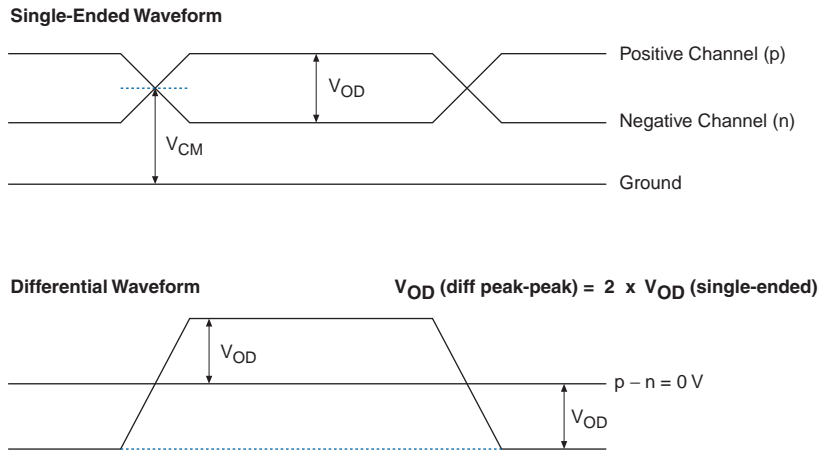 Single-Ended Waveform
Positive Channel (p)
VOD
Negative Channel (n)
VCM
Ground
Differential Waveform
VOD (diff peak-peak) = 2 x VOD (single-ended)
VOD
p − n = 0 V
VOD